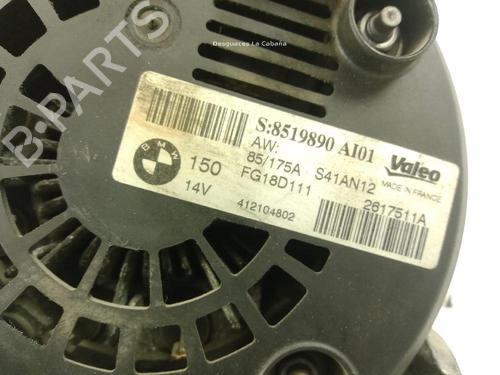 Desguaces La Cabaña
S:8519890 AI01
AW:
85/175A S41AN12
Valeo
MADE IN FRANCE
BMW
150
FG18D111
14V
412104802
2617511A
B-PARTS